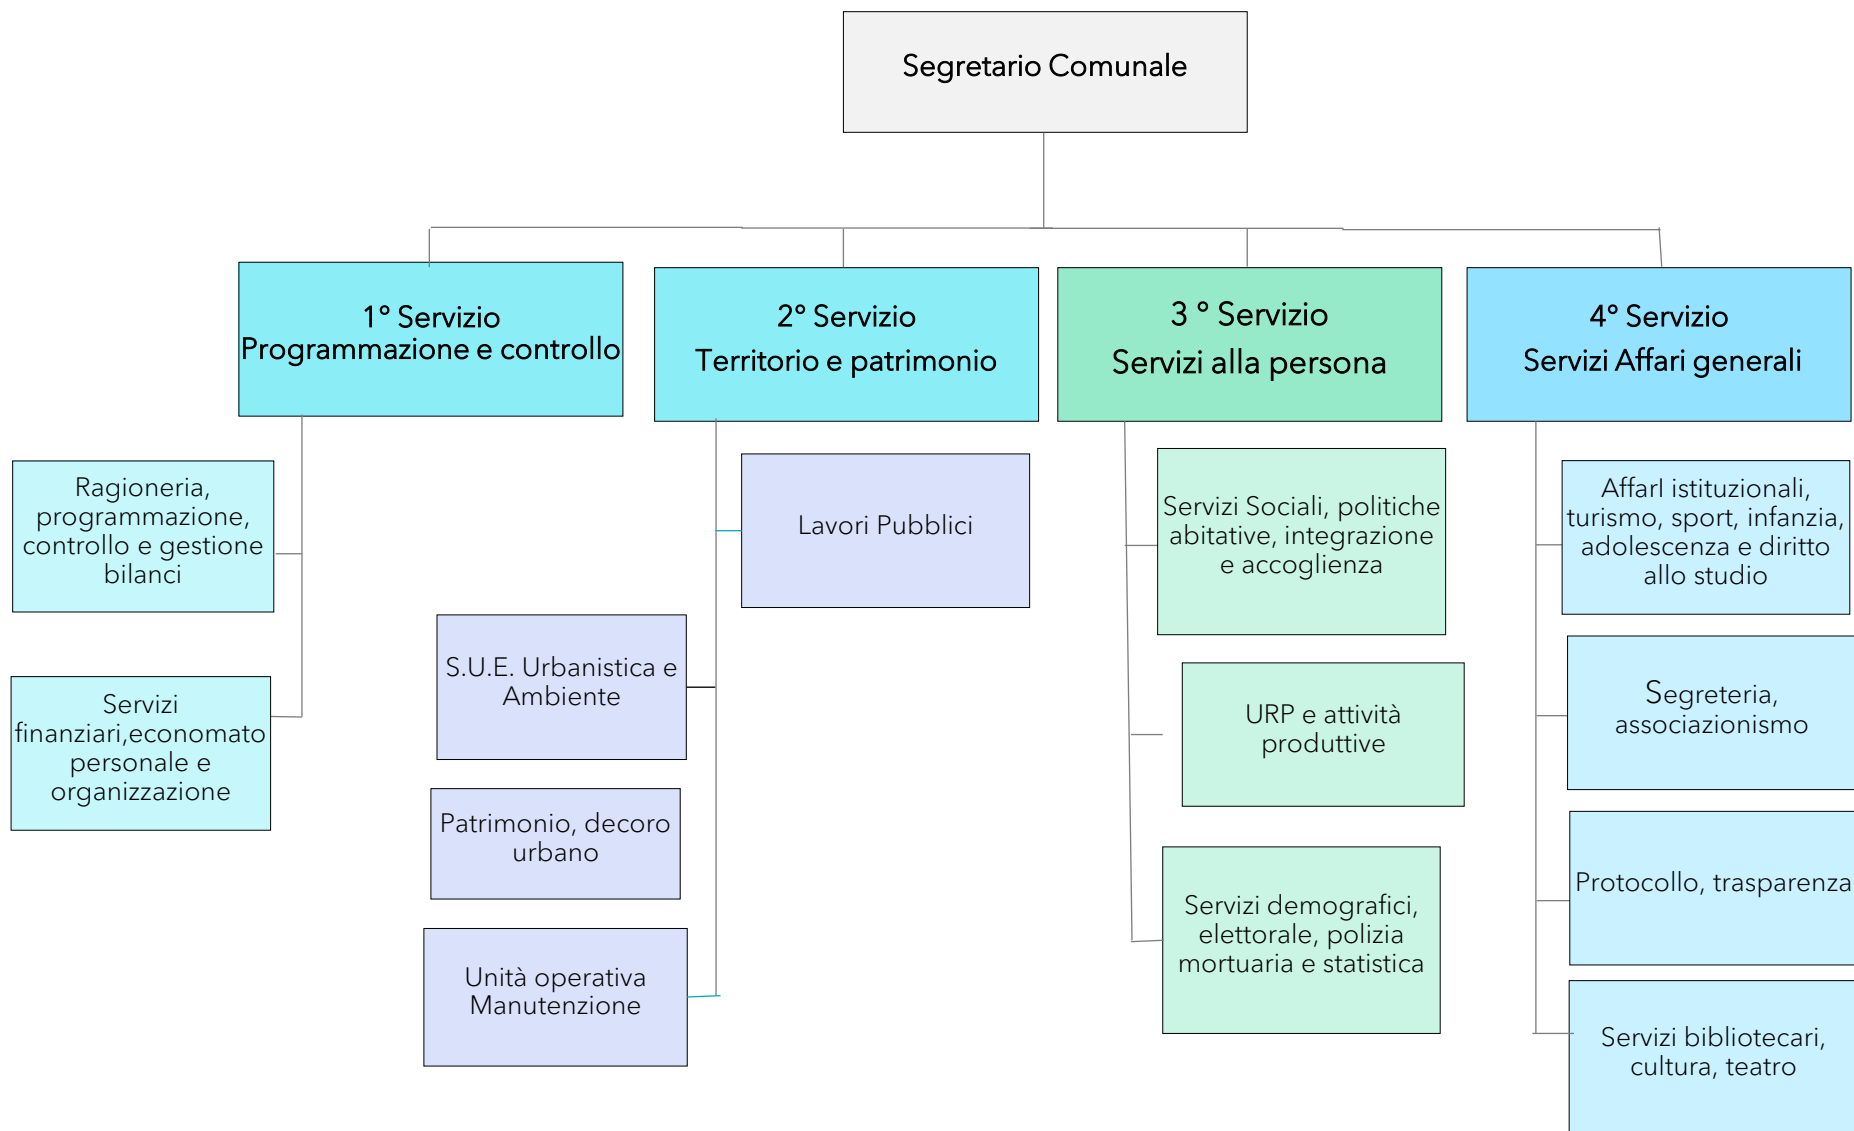 Segretario Comunale
1° Servizio
Programmazione e controllo
2° Servizio
Territorio e patrimonio
3 ° Servizio
Servizi alla persona
4° Servizio
Servizi Affari generali
Ragioneria,
programmazione,
controllo e gestione
bilanci
Servizi
finanziari,economato
personale e
organizzazione
Lavori Pubblici
S.U.E. Urbanistica e
Ambiente
Patrimonio, decoro
urbano
Unità operativa
Manutenzione
Servizi Sociali, politiche
abitative, integrazione
e accoglienza
URP e attività
produttive
Servizi demografici,
elettorale, polizia
mortuaria e statistica
AffarI istituzionali,
turismo, sport, infanzia,
adolescenza e diritto
allo studio
Segreteria,
associazionismo
Protocollo, trasparenza
Servizi bibliotecari,
cultura, teatro